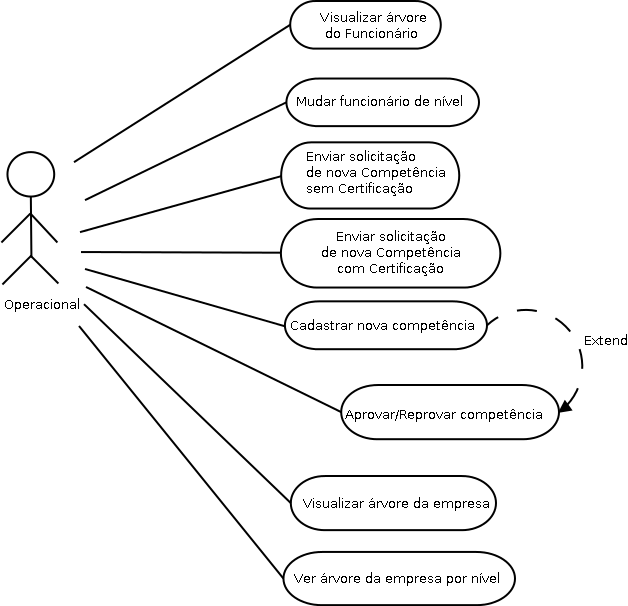 Visualizar árvore
do Funcionário
Mudar funcionário de nível
Enviar solicitação
de nova Competência
sem Certificação
Enviar solicitação
de nova Competência
com Certificação
Operacional
Cadastrar nova competência
Extend
Aprovar/Reprovar competência
Visualizar árvore da empresa
Ver árvore da empresa por nível